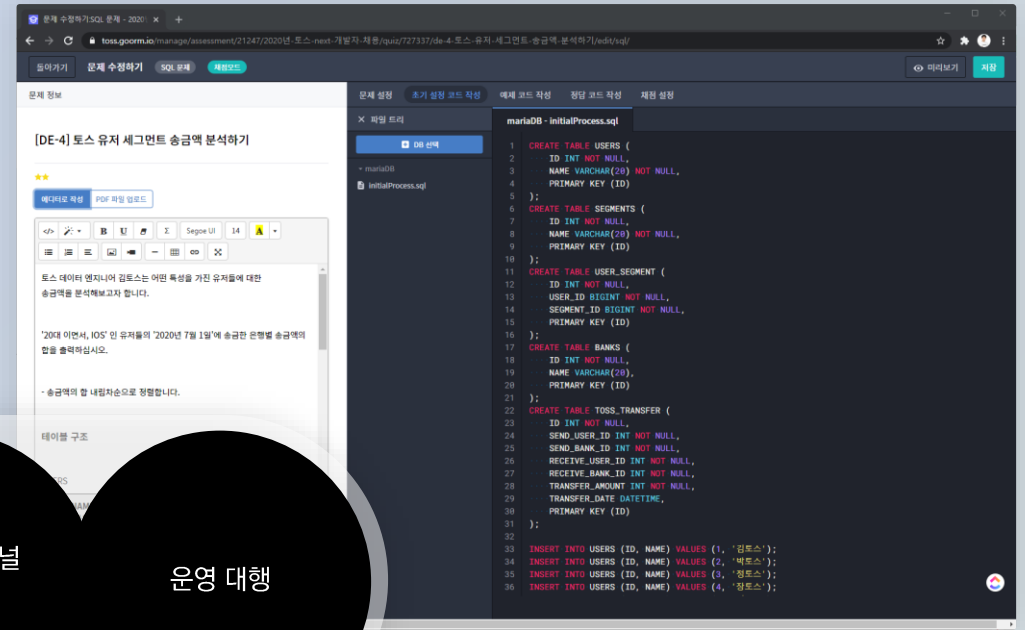 문제 수정하기:SQL 문제 - 2020
toss.goorm.io/manage/assessment/21247/2020년-토스-next-개발자-채용/quiz/727337/de-4-토스-유저-세그먼트-송금액-분석하기/edit/sql/
돌아가기 문제 수정하기 SQL 문제 채점모드 미리보기 저장
문제 정보
문제 설정 초기 설정 코드 작성 예제 코드 작성 정답 코드 작성 채점 설정
[DE-4] 토스 유저 세그먼트 송금액 분석하기
에디터로 작성 PDF 파일 업로드
B U Σ Segoe UI 14 A
토스 데이터 엔지니어 김토스는 어떤 특성을 가진 유저들에 대한
송금액을 분석해보고자 합니다.
'20대 이면서, IOS' 인 유저들의 '2020년 7월 1일'에 송금한 은행별 송금액의
합을 출력하십시오.
- 송금액의 합 내림차순으로 정렬합니다.
테이블 구조
파일 트리
DB 선택
mariaDB
initialProcess.sql
mariaDB - initialProcess.sql
1 CREATE TABLE USERS (
2 ID INT NOT NULL,
3 NAME VARCHAR(20) NOT NULL,
4 PRIMARY KEY (ID)
5 );
6 CREATE TABLE SEGMENTS (
7 ID INT NOT NULL,
8 NAME VARCHAR(20) NOT NULL,
9 PRIMARY KEY (ID)
10 );
11 CREATE TABLE USER_SEGMENT (
12 ID INT NOT NULL,
13 USER_ID BIGINT NOT NULL,
14 SEGMENT_ID BIGINT NOT NULL,
15 PRIMARY KEY (ID)
16 );
17 CREATE TABLE BANKS (
18 ID INT NOT NULL,
19 NAME VARCHAR(20),
20 PRIMARY KEY (ID)
21 );
22 CREATE TABLE TOSS_TRANSFER (
23 ID INT NOT NULL,
24 SEND_USER_ID INT NOT NULL,
25 SEND_BANK_ID INT NOT NULL,
26 RECEIVE_USER_ID INT NOT NULL,
27 RECEIVE_BANK_ID INT NOT NULL,
28 TRANSFER_AMOUNT INT NOT NULL,
29 TRANSFER_DATE DATETIME,
30 PRIMARY KEY (ID)
31 );
32
33 INSERT INTO USERS (ID, NAME) VALUES (1, '김토스');
34 INSERT INTO USERS (ID, NAME) VALUES (2, '박토스');
35 INSERT INTO USERS (ID, NAME) VALUES (3, '정토스');
36 INSERT INTO USERS (ID, NAME) VALUES (4, '장토스');
널
운영 대행